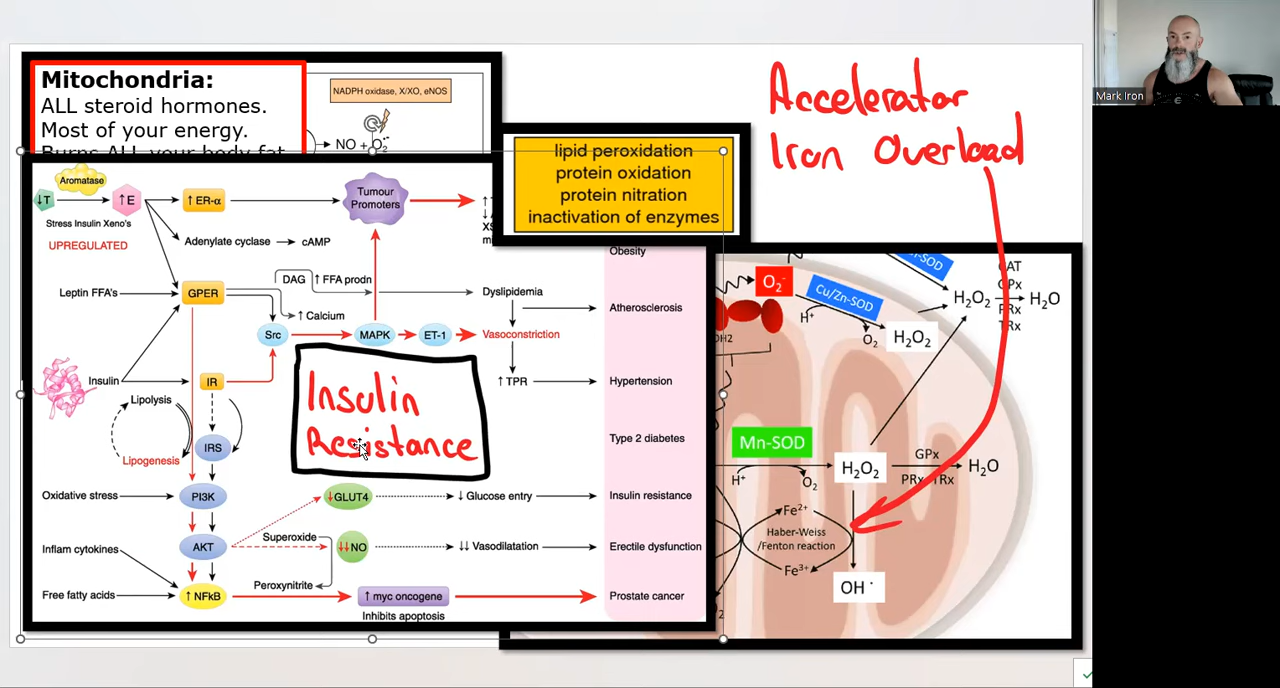 Mitochondria:
ALL steroid hormones.
Most of your energy.
Burns ALL your body fat
NADPH oxidase, X/XO, eNOS
NO + O₂
lipid peroxidation
protein oxidation
protein nitration
inactivation of enzymes
Accelerator
Iron Overload
Mark Iron
Aromatase
↓T
↑E
↑ ER-α
Tumour
Promoters
Stress Insulin Xeno's
UPREGULATED
Adenylate cyclase → cAMP
Obesity
Leptin FFA's
GPER
DAG
↑ FFA prodn
↑ Calcium
Dyslipidemia
Atherosclerosis
Src
MAPK
ET-1
Vasoconstriction
Insulin
IR
↑ TPR
Hypertension
Lipolysis
Lipogenesis
IRS
Insulin
Resistance
Type 2 diabetes
Oxidative stress
PI3K
↓GLUT4
↓ Glucose entry
Insulin resistance
Inflam cytokines
AKT
Superoxide
↓↓NO
↓↓ Vasodilatation
Erectile dysfunction
Peroxynitrite
Free fatty acids
↑ NFkB
↑ myc oncogene
Inhibits apoptosis
Prostate cancer
O₂⁻
Cu/Zn-SOD
H⁺
O₂
H₂O₂
H₂O₂
CAT
GPx
PRx
TRx
H₂O
Mn-SOD
H⁺
O₂
H₂O₂
GPx
PRx TRx
H₂O
Fe²⁺
Haber-Weiss
/Fenton reaction
Fe³⁺
OH˙